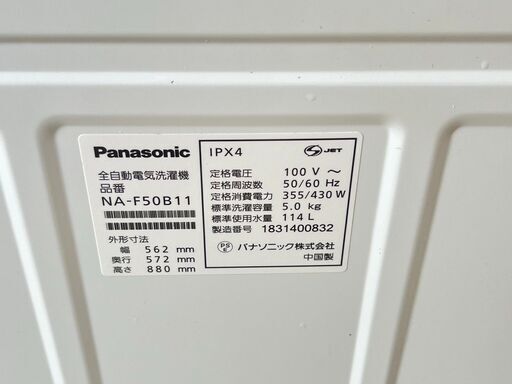 Panasonic
全自動電気洗濯機
品番
NA-F50B11
外形寸法
幅 562 mm
奥行 572 mm
高さ 880 mm
IPX4
S JET
定格電圧 100 V ～
定格周波数 50/60 Hz
定格消費電力 355/430 W
標準洗濯容量 5.0 kg
標準使用水量 114 L
製造番号 1831400832
PS E パナソニック株式会社
中国製